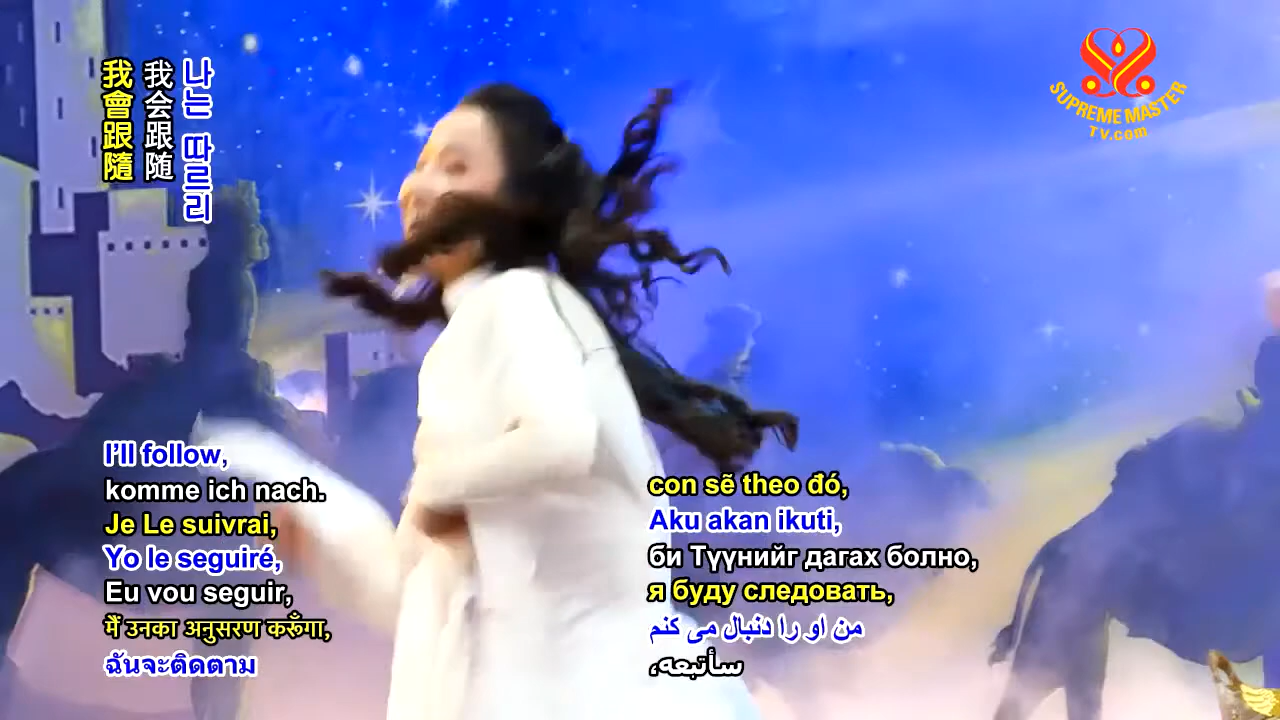 我會跟隨
我会跟随
나는 따르리
SUPREME MASTER
TV.com
I'll follow,
komme ich nach.
Je Le suivrai,
Yo le seguiré,
Eu vou seguir,
मैं उनका अनुसरण करूँगा,
ฉันจะติดตาม
con sẽ theo đó,
Aku akan ikuti,
би Түүнийг дагах болно,
я буду следовать,
من او را دنبال می کنم
سأتبعه،